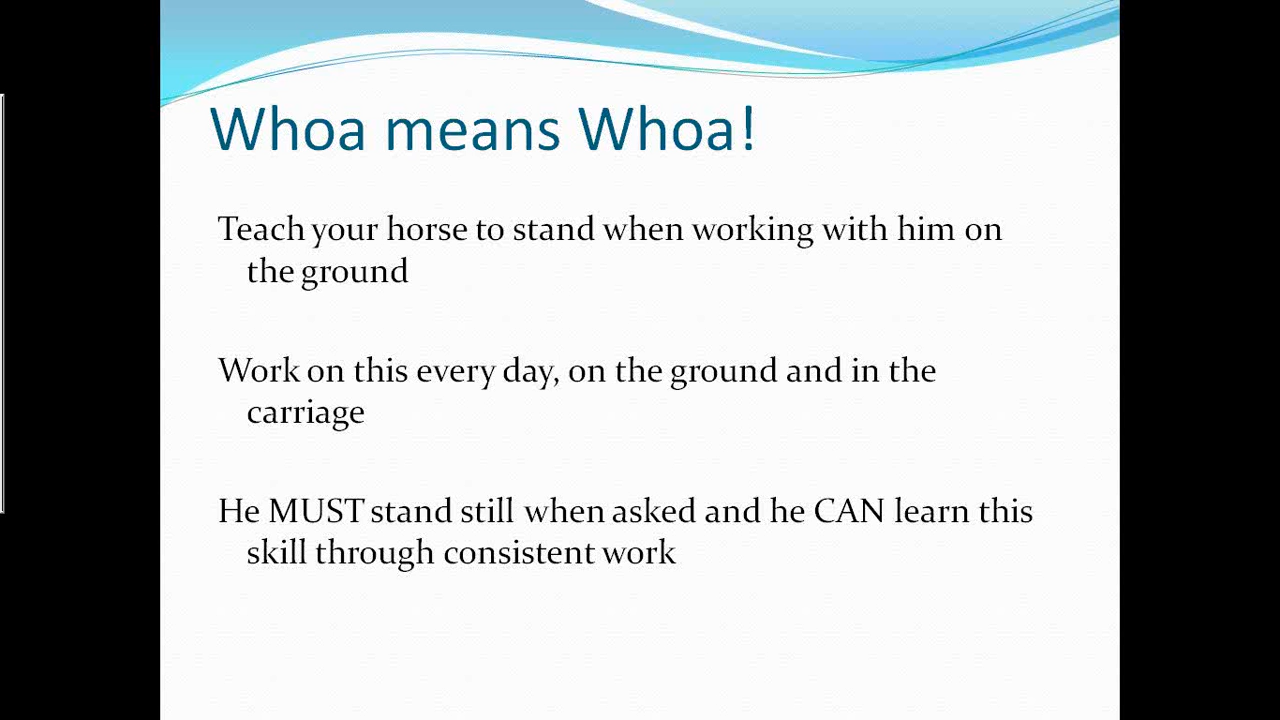 Whoa means Whoa!
Teach your horse to stand when working with him on
the ground
Work on this every day, on the ground and in the
carriage
He MUST stand still when asked and he CAN learn this
skill through consistent work